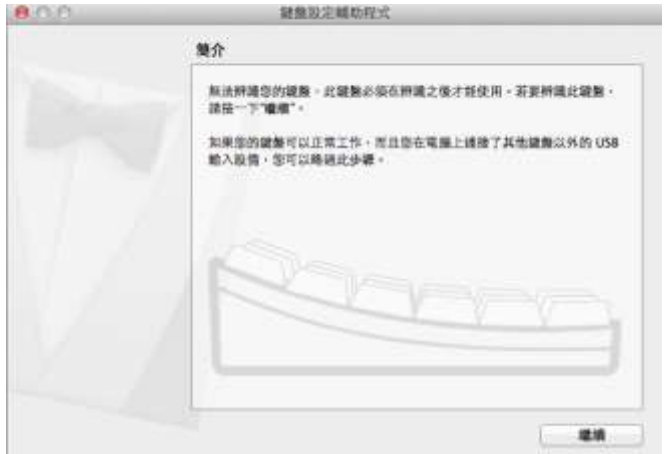 鍵盤設定輔助程式
簡介
無法辨識您的鍵盤。此鍵盤必須在辨識之後才能使用。若要辨識此鍵盤，
請按一下“繼續”。
如果您的鍵盤可以正常工作，而且您在電腦上連接了其他鍵盤以外的 USB
輸入設備，您可以略過此步驟。
繼續